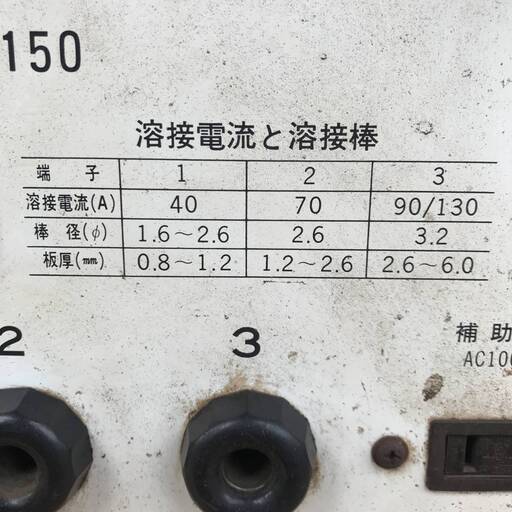 150
溶接電流と溶接棒
端 子 1 2 3
溶接電流(A) 40 70 90/130
棒 径(φ) 1.6～2.6 2.6 3.2
板厚(㎜) 0.8～1.2 1.2～2.6 2.6～6.0
2 3
補助
AC100